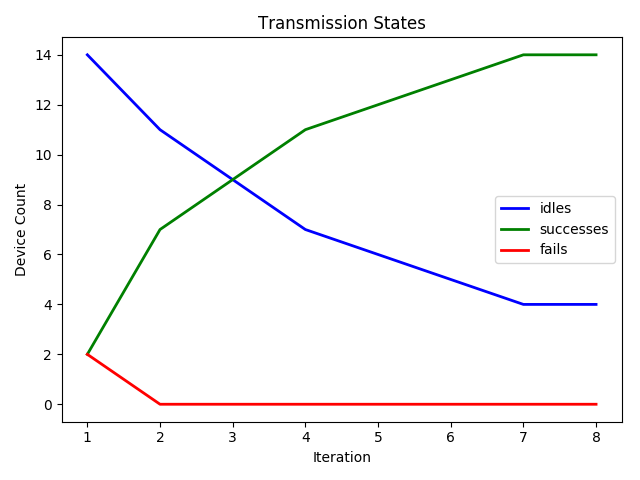 Transmission States
Device Count
14
12
10
8
6
4
2
0
idles
successes
fails
1 2 3 4 5 6 7 8
Iteration